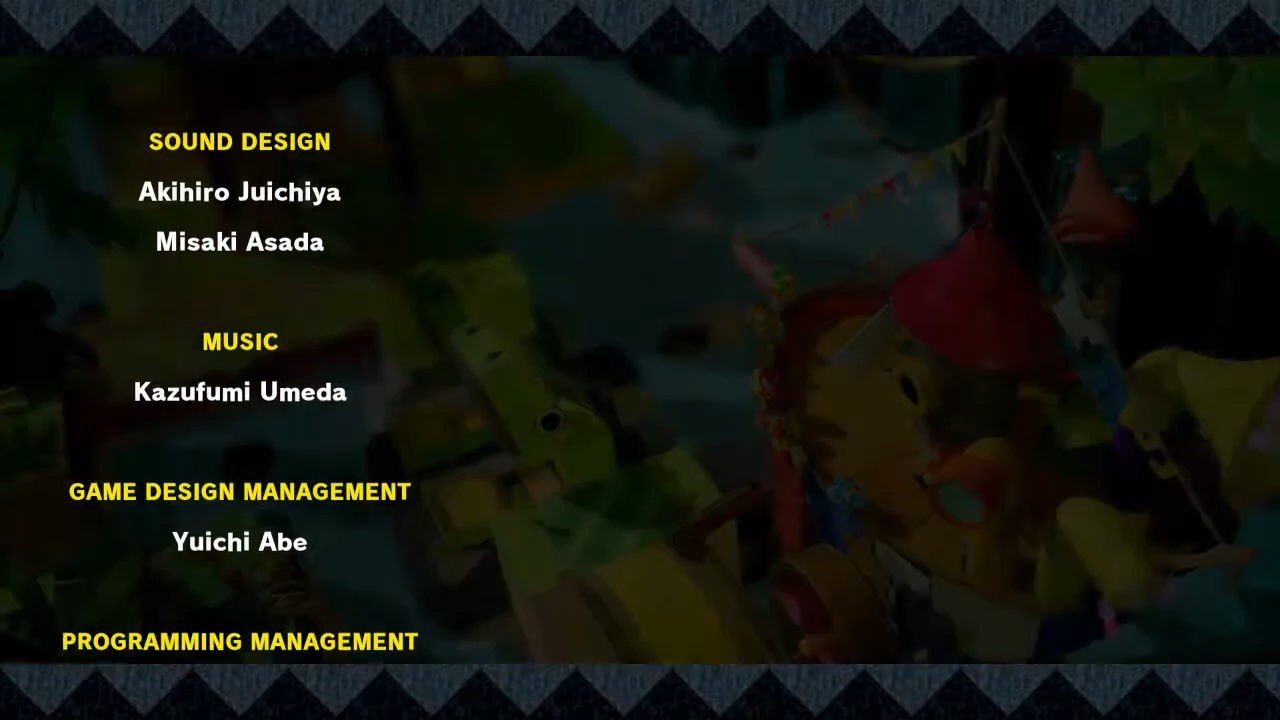 SOUND DESIGN
Akihiro Juichiya
Misaki Asada
MUSIC
Kazufumi Umeda
GAME DESIGN MANAGEMENT
Yuichi Abe
PROGRAMMING MANAGEMENT